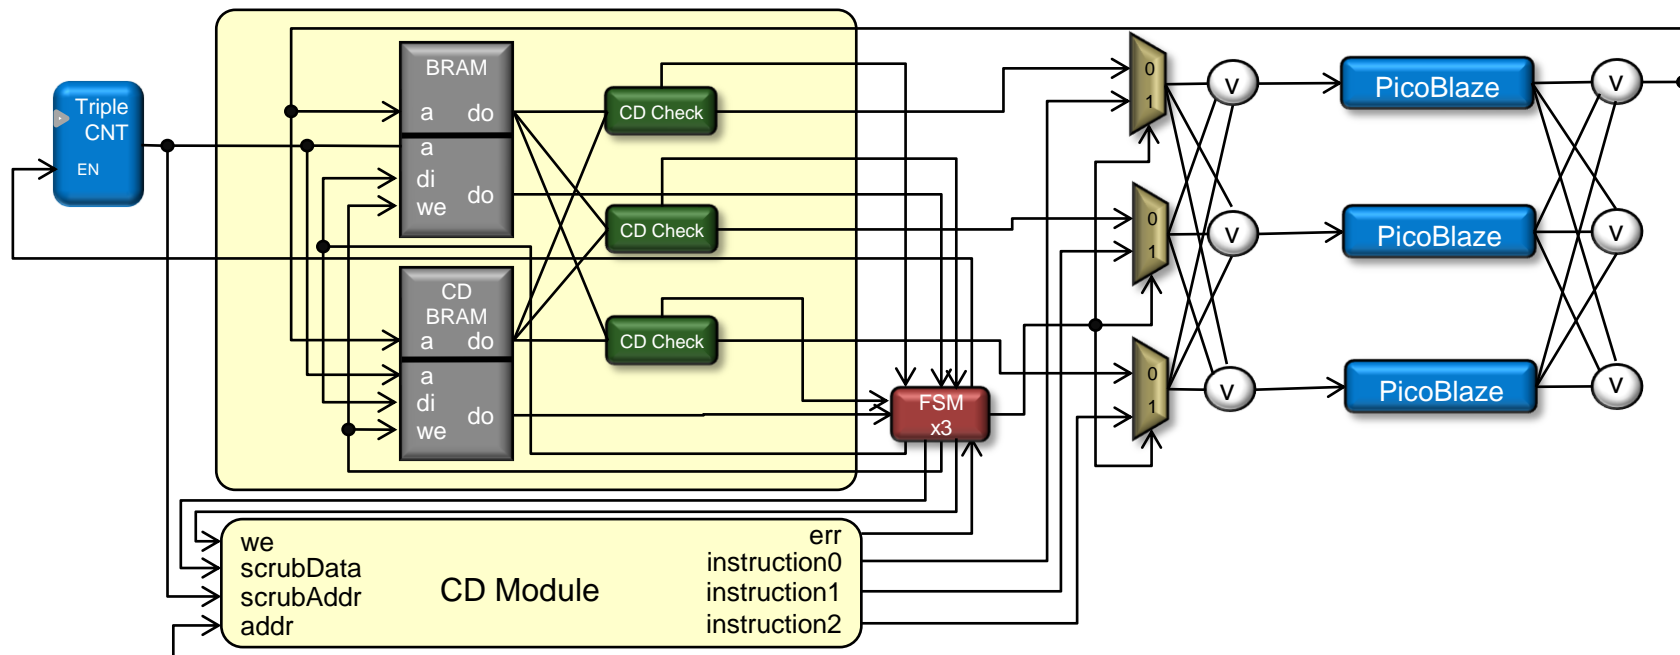 Triple
CNT
EN
BRAM
a do
a
di
do
we
CD
BRAM
a do
a
di
do
we
CD Check
CD Check
CD Check
FSM
x3
0
1
0
1
0
1
V
V
V
PicoBlaze
PicoBlaze
PicoBlaze
V
V
V
we
scrubData
scrubAddr
addr
CD Module
err
instruction0
instruction1
instruction2